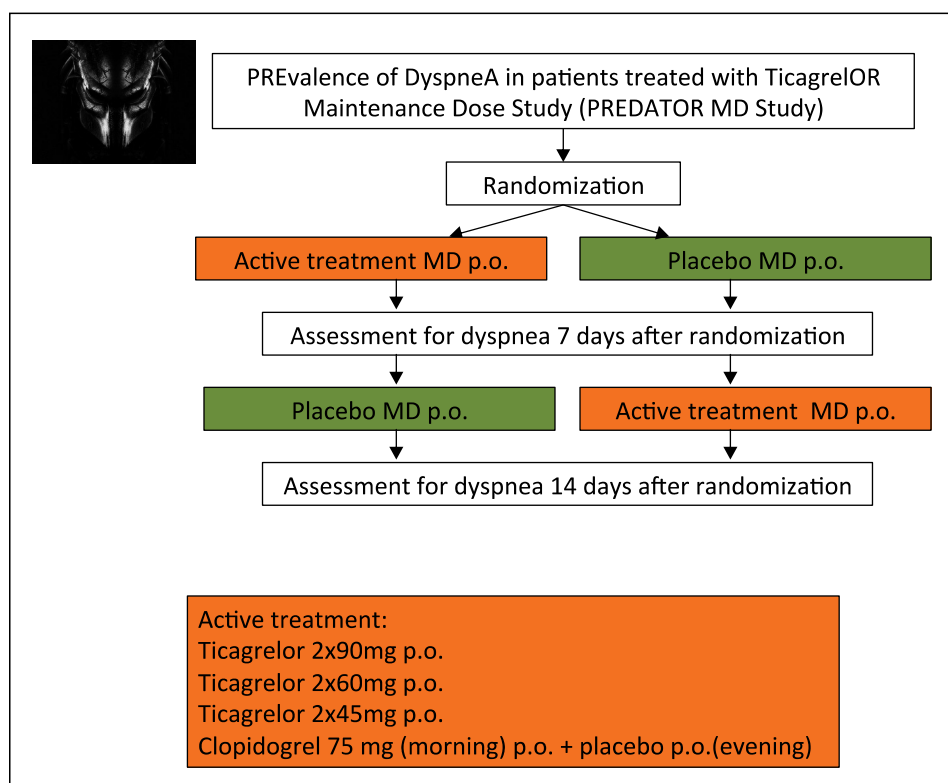 PREvalence of DyspneA in patients treated with TicagrelOR
Maintenance Dose Study (PREDATOR MD Study)
Randomization
Active treatment MD p.o.
Placebo MD p.o.
Assessment for dyspnea 7 days after randomization
Placebo MD p.o.
Active treatment  MD p.o.
Assessment for dyspnea 14 days after randomization
Active treatment:
Ticagrelor 2x90mg p.o.
Ticagrelor 2x60mg p.o.
Ticagrelor 2x45mg p.o.
Clopidogrel 75 mg (morning) p.o. + placebo p.o.(evening)